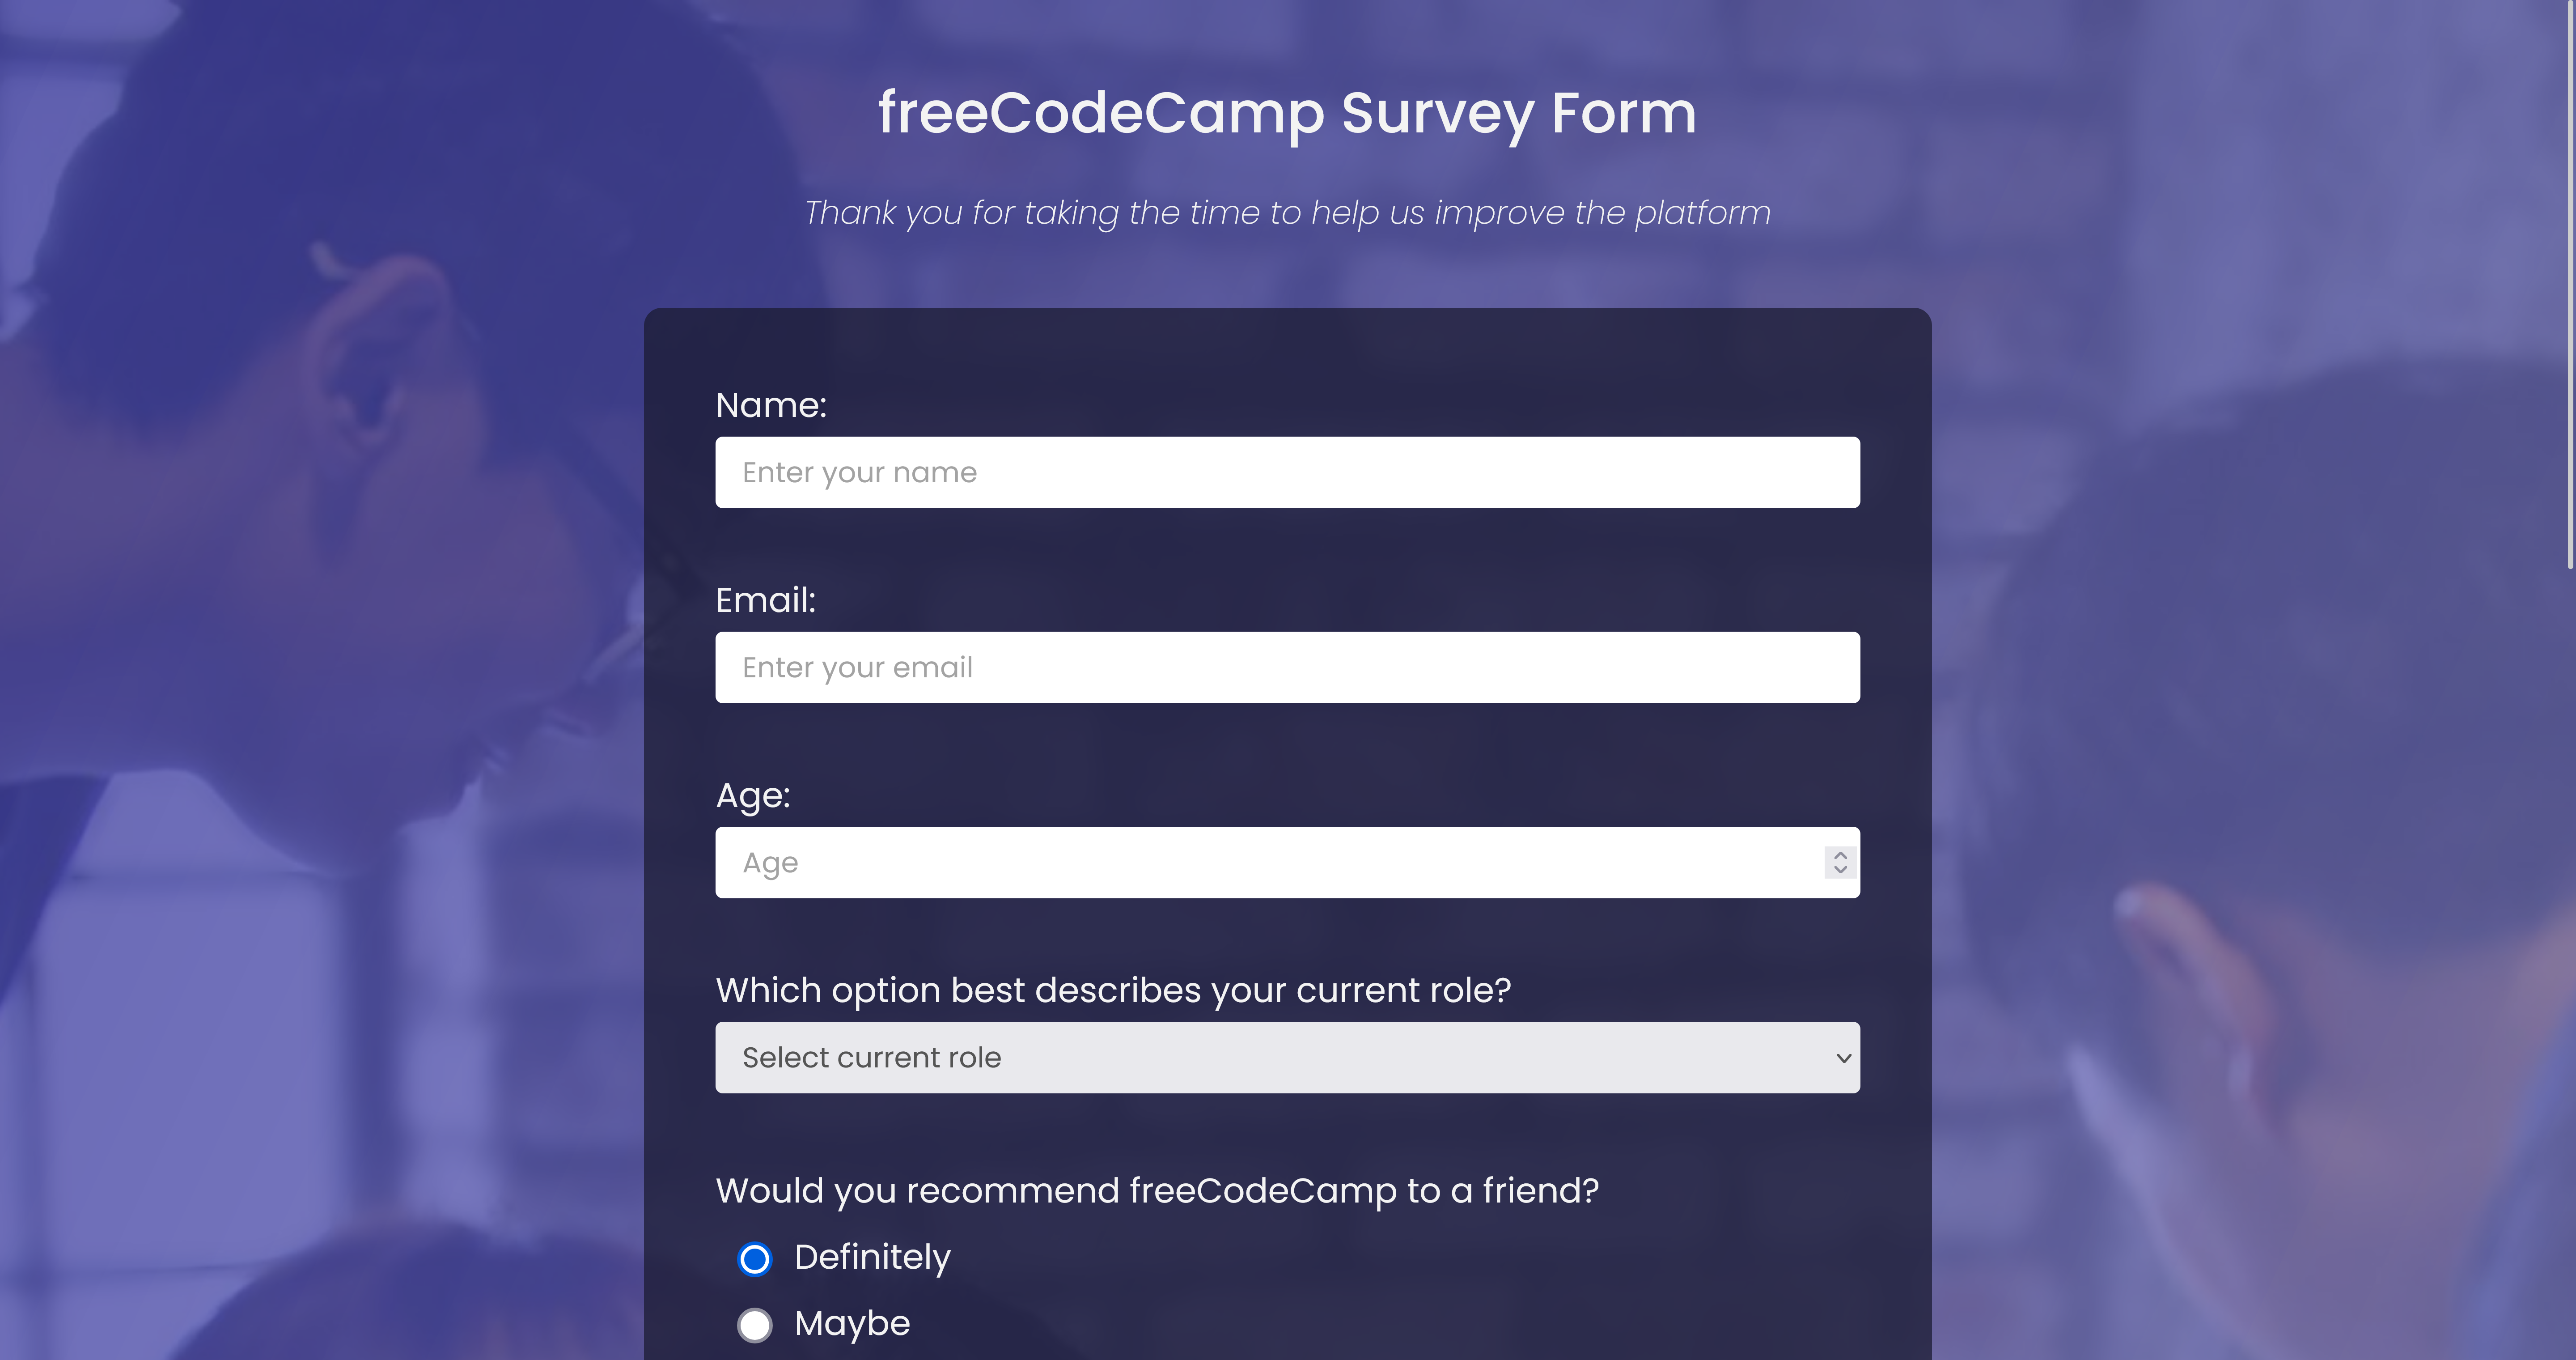 freeCodeCamp Survey Form
Thank you for taking the time to help us improve the platform
Name:
Enter your name
Email:
Enter your email
Age:
Age
Which option best describes your current role?
Select current role
Would you recommend freeCodeCamp to a friend?
Definitely
Maybe